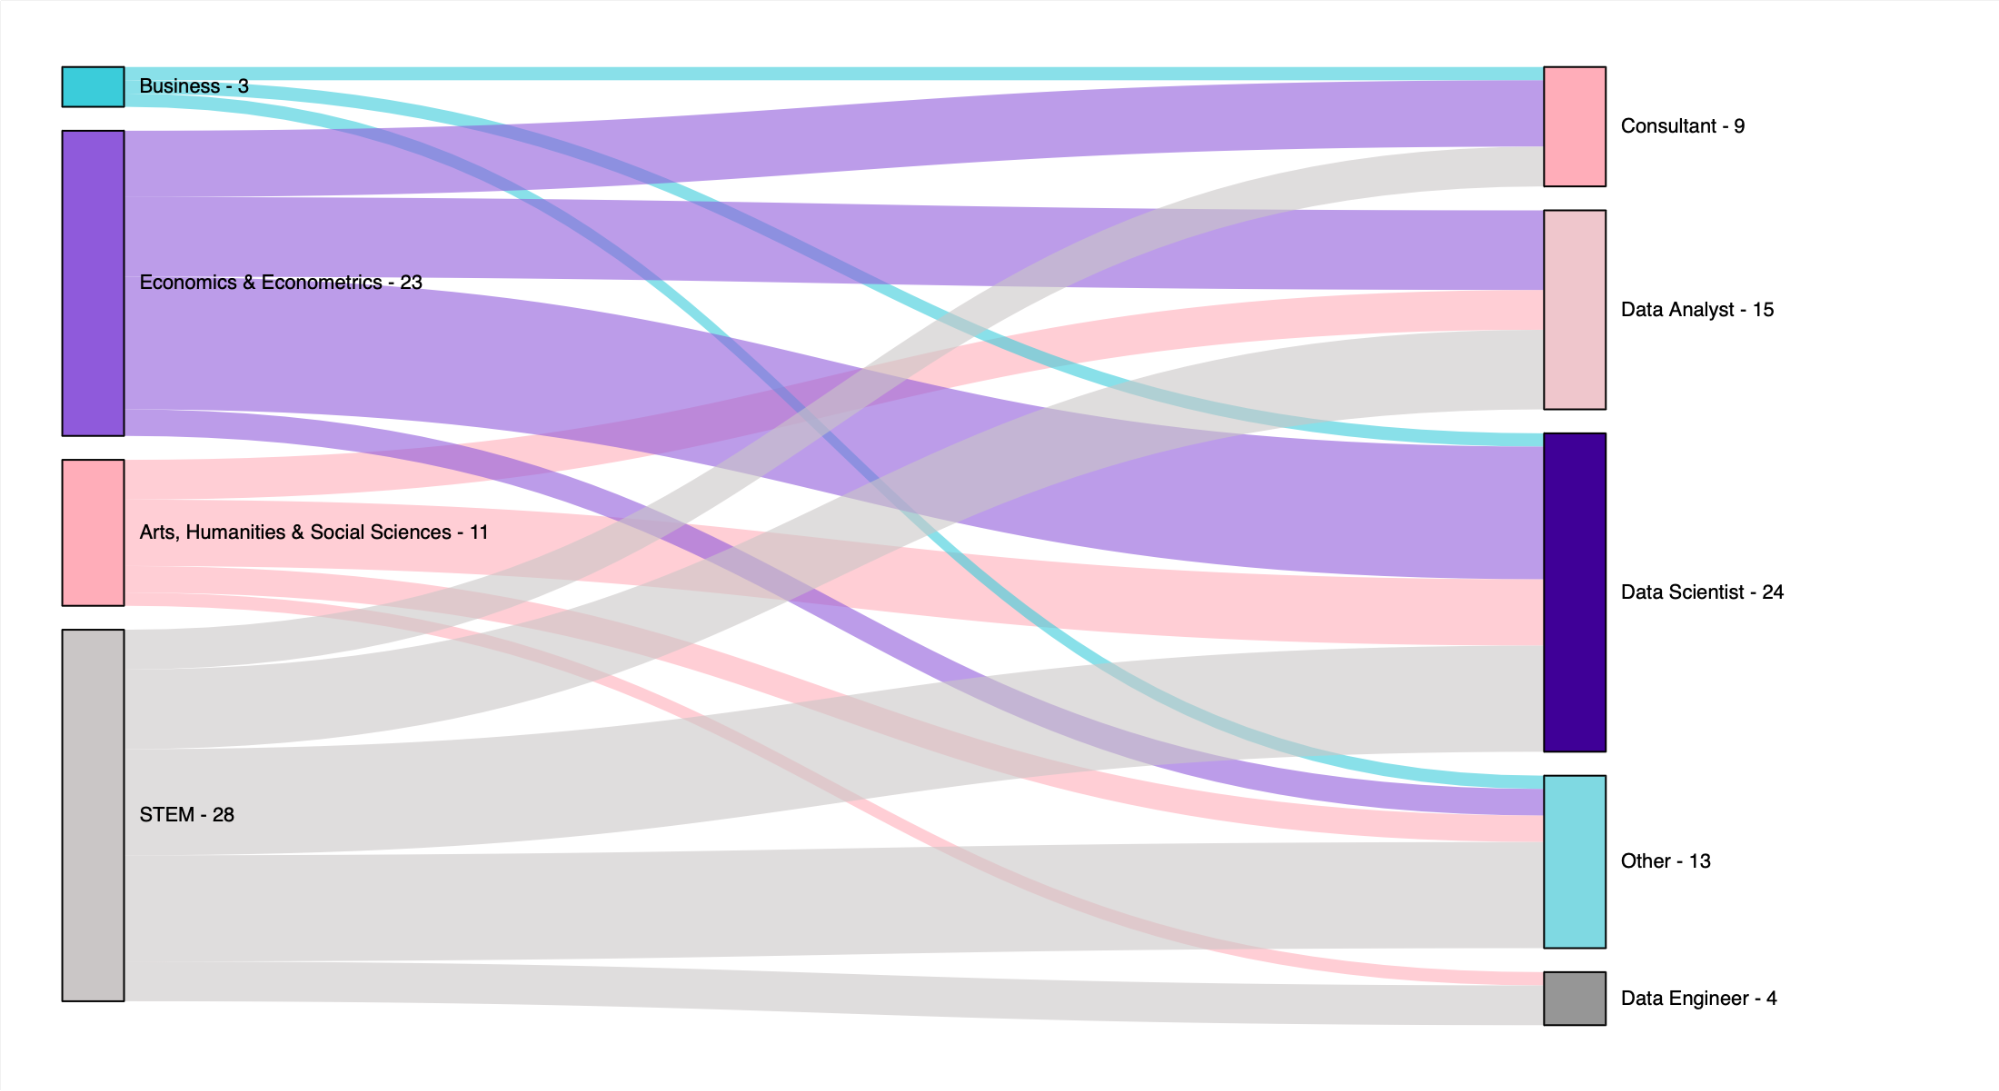 Business - 3
Economics & Econometrics - 23
Arts, Humanities & Social Sciences - 11
STEM - 28
Consultant - 9
Data Analyst - 15
Data Scientist - 24
Other - 13
Data Engineer - 4